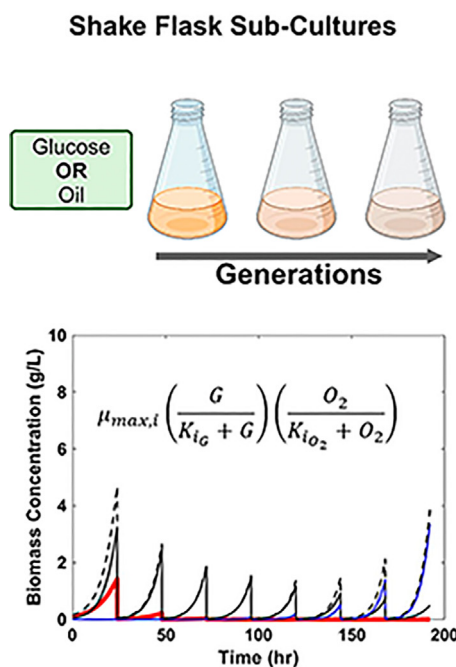 Shake Flask Sub-Cultures
Glucose
OR
Oil
Generations
Biomass Concentration (g/L)
10
8
6
4
2
0
μmax,i (G / (KiG + G)) (O2 / (KiO2 + O2))
0 50 100 150 200
Time (hr)